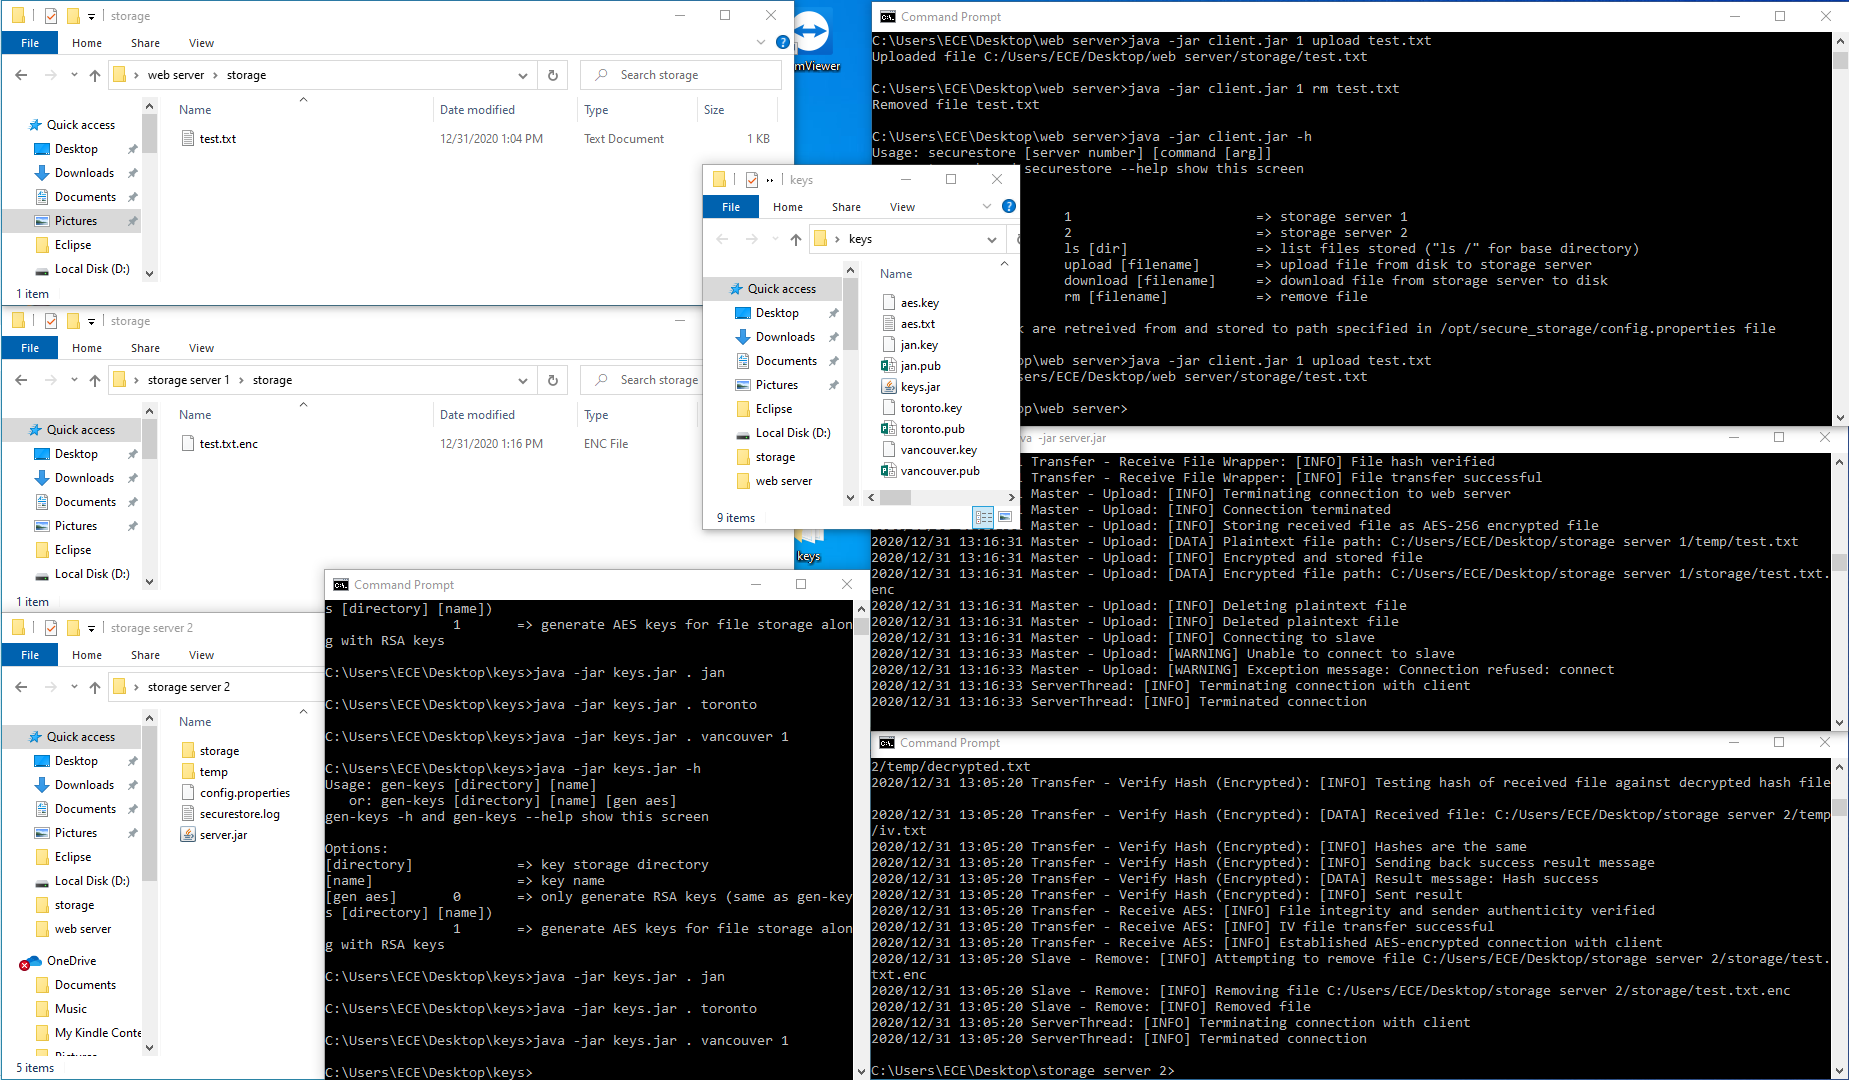 storage
File Home Share View
web server › storage
Search storage
Name Date modified Type Size
test.txt 12/31/2020 1:04 PM Text Document 1 KB
Quick access
Desktop
Downloads
Documents
Pictures
Eclipse
Local Disk (D:)
1 item
storage
File Home Share View
storage server 1 › storage
Search storage
Name Date modified Type
test.txt.enc 12/31/2020 1:16 PM ENC File
Quick access
Desktop
Downloads
Documents
Pictures
Eclipse
Local Disk (D:)
1 item
storage server 2
File Home Share View
storage server 2
Name
storage
temp
config.properties
securestore.log
server.jar
Quick access
Desktop
Downloads
Documents
Pictures
Eclipse
Local Disk (D:)
storage
web server
OneDrive
Documents
Music
My Kindle Conte
5 items
mViewer
keys
keys
File Home Share View
keys
Name
aes.key
aes.txt
jan.key
jan.pub
keys.jar
toronto.key
toronto.pub
vancouver.key
vancouver.pub
Quick access
Desktop
Downloads
Documents
Pictures
Eclipse
Local Disk (D:)
storage
web server
9 items
Command Prompt
s [directory] [name])
1 => generate AES keys for file storage alon
g with RSA keys
C:\Users\ECE\Desktop\keys>java -jar keys.jar . jan
C:\Users\ECE\Desktop\keys>java -jar keys.jar . toronto
C:\Users\ECE\Desktop\keys>java -jar keys.jar . vancouver 1
C:\Users\ECE\Desktop\keys>java -jar keys.jar -h
Usage: gen-keys [directory] [name]
or: gen-keys [directory] [name] [gen aes]
gen-keys -h and gen-keys --help show this screen
Options:
[directory] => key storage directory
[name] => key name
[gen aes] 0 => only generate RSA keys (same as gen-key
s [directory] [name])
1 => generate AES keys for file storage alon
g with RSA keys
C:\Users\ECE\Desktop\keys>java -jar keys.jar . jan
C:\Users\ECE\Desktop\keys>java -jar keys.jar . toronto
C:\Users\ECE\Desktop\keys>java -jar keys.jar . vancouver 1
C:\Users\ECE\Desktop\keys>
Command Prompt
C:\Users\ECE\Desktop\web server>java -jar client.jar 1 upload test.txt
Uploaded file C:/Users/ECE/Desktop/web server/storage/test.txt
C:\Users\ECE\Desktop\web server>java -jar client.jar 1 rm test.txt
Removed file test.txt
C:\Users\ECE\Desktop\web server>java -jar client.jar -h
Usage: securestore [server number] [command [arg]]
securestore --help show this screen
1 => storage server 1
2 => storage server 2
ls [dir] => list files stored ("ls /" for base directory)
upload [filename] => upload file from disk to storage server
download [filename] => download file from storage server to disk
rm [filename] => remove file
k are retreived from and stored to path specified in /opt/secure_storage/config.properties file
top\web server>java -jar client.jar 1 upload test.txt
sers/ECE/Desktop/web server/storage/test.txt
top\web server>
va -jar server.jar
Transfer - Receive File Wrapper: [INFO] File hash verified
Transfer - Receive File Wrapper: [INFO] File transfer successful
Master - Upload: [INFO] Terminating connection to web server
Master - Upload: [INFO] Connection terminated
Master - Upload: [INFO] Storing received file as AES-256 encrypted file
2020/12/31 13:16:31 Master - Upload: [DATA] Plaintext file path: C:/Users/ECE/Desktop/storage server 1/temp/test.txt
2020/12/31 13:16:31 Master - Upload: [INFO] Encrypted and stored file
2020/12/31 13:16:31 Master - Upload: [DATA] Encrypted file path: C:/Users/ECE/Desktop/storage server 1/storage/test.txt.
enc
2020/12/31 13:16:31 Master - Upload: [INFO] Deleting plaintext file
2020/12/31 13:16:31 Master - Upload: [INFO] Deleted plaintext file
2020/12/31 13:16:31 Master - Upload: [INFO] Connecting to slave
2020/12/31 13:16:33 Master - Upload: [WARNING] Unable to connect to slave
2020/12/31 13:16:33 Master - Upload: [WARNING] Exception message: Connection refused: connect
2020/12/31 13:16:33 ServerThread: [INFO] Terminating connection with client
2020/12/31 13:16:33 ServerThread: [INFO] Terminated connection
Command Prompt
2/temp/decrypted.txt
2020/12/31 13:05:20 Transfer - Verify Hash (Encrypted): [INFO] Testing hash of received file against decrypted hash file
2020/12/31 13:05:20 Transfer - Verify Hash (Encrypted): [DATA] Received file: C:/Users/ECE/Desktop/storage server 2/temp
/iv.txt
2020/12/31 13:05:20 Transfer - Verify Hash (Encrypted): [INFO] Hashes are the same
2020/12/31 13:05:20 Transfer - Verify Hash (Encrypted): [INFO] Sending back success result message
2020/12/31 13:05:20 Transfer - Verify Hash (Encrypted): [DATA] Result message: Hash success
2020/12/31 13:05:20 Transfer - Verify Hash (Encrypted): [INFO] Sent result
2020/12/31 13:05:20 Transfer - Receive AES: [INFO] File integrity and sender authenticity verified
2020/12/31 13:05:20 Transfer - Receive AES: [INFO] IV file transfer successful
2020/12/31 13:05:20 Transfer - Receive AES: [INFO] Established AES-encrypted connection with client
2020/12/31 13:05:20 Slave - Remove: [INFO] Attempting to remove file C:/Users/ECE/Desktop/storage server 2/storage/test.
txt.enc
2020/12/31 13:05:20 Slave - Remove: [INFO] Removing file C:/Users/ECE/Desktop/storage server 2/storage/test.txt.enc
2020/12/31 13:05:20 Slave - Remove: [INFO] Removed file
2020/12/31 13:05:20 ServerThread: [INFO] Terminating connection with client
2020/12/31 13:05:20 ServerThread: [INFO] Terminated connection
C:\Users\ECE\Desktop\storage server 2>